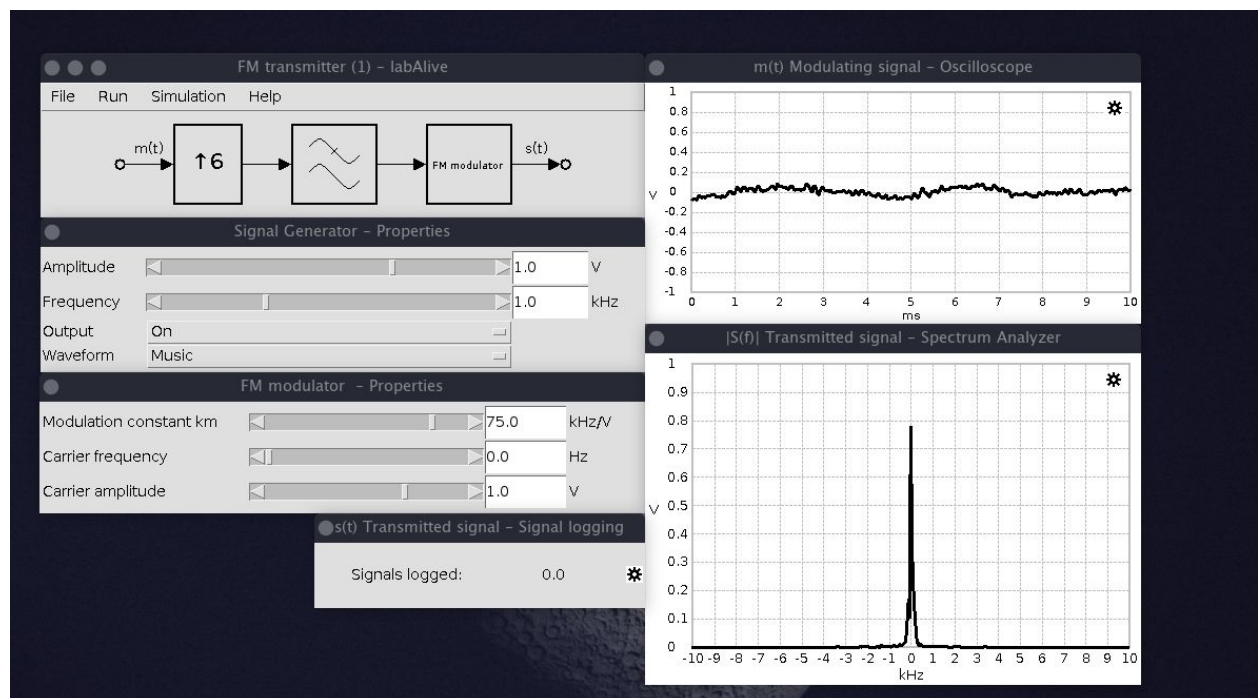 FM transmitter (1) – labAlive
File Run Simulation Help
m(t) ↑6 FM modulator s(t)
Signal Generator – Properties
Amplitude 1.0 V
Frequency 1.0 kHz
Output On
Waveform Music
FM modulator – Properties
Modulation constant km 75.0 kHz/V
Carrier frequency 0.0 Hz
Carrier amplitude 1.0 V
s(t) Transmitted signal – Signal logging
Signals logged: 0.0
m(t) Modulating signal – Oscilloscope
1
0.8
0.6
0.4
0.2
V 0
-0.2
-0.4
-0.6
-0.8
-1
0 1 2 3 4 5 6 7 8 9 10
ms
|S(f)| Transmitted signal – Spectrum Analyzer
1
0.9
0.8
0.7
0.6
V 0.5
0.4
0.3
0.2
0.1
0
-10 -9 -8 -7 -6 -5 -4 -3 -2 -1 0 1 2 3 4 5 6 7 8 9 10
kHz